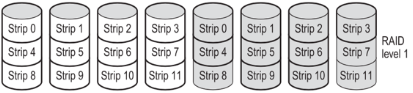 Strip 0 Strip 1 Strip 2 Strip 3 Strip 0 Strip 1 Strip 2 Strip 3
Strip 4 Strip 5 Strip 6 Strip 7 Strip 4 Strip 5 Strip 6 Strip 7
Strip 8 Strip 9 Strip 10 Strip 11 Strip 8 Strip 9 Strip 10 Strip 11
RAID
level 1